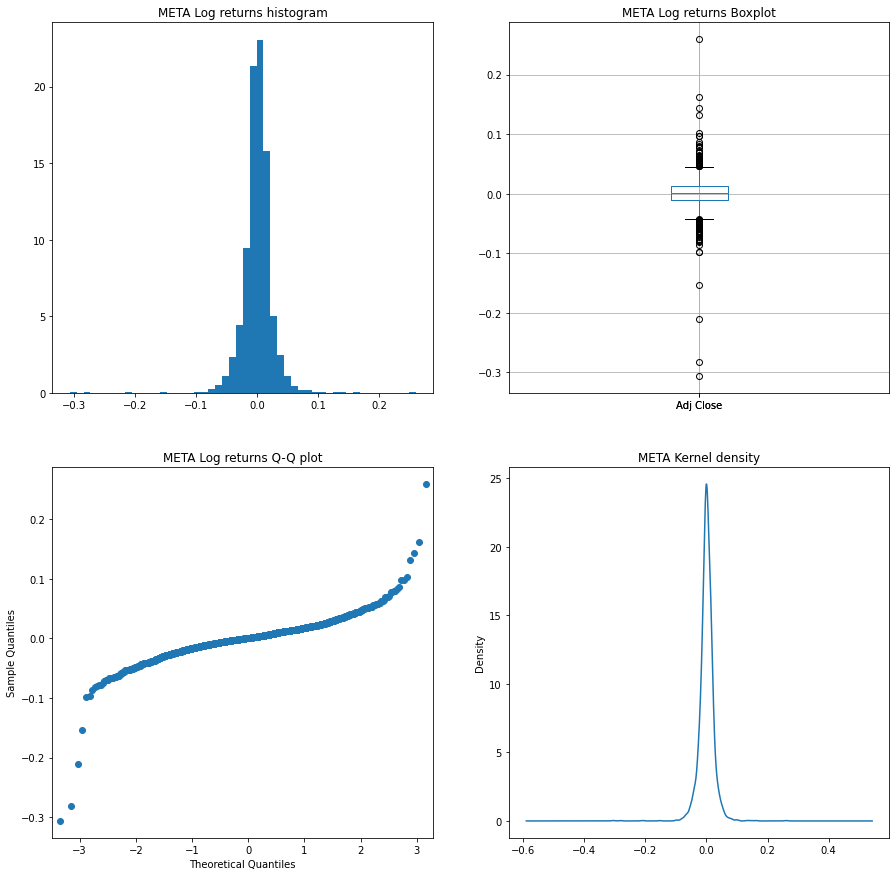 META Log returns histogram
20
15
10
5
0
−0.3 −0.2 −0.1 0.0 0.1 0.2
META Log returns Boxplot
0.2
0.1
0.0
−0.1
−0.2
−0.3
Adj Close
META Log returns Q-Q plot
Sample Quantiles
0.2
0.1
0.0
−0.1
−0.2
−0.3
−3 −2 −1 0 1 2 3
Theoretical Quantiles
META Kernel density
Density
25
20
15
10
5
0
−0.6 −0.4 −0.2 0.0 0.2 0.4